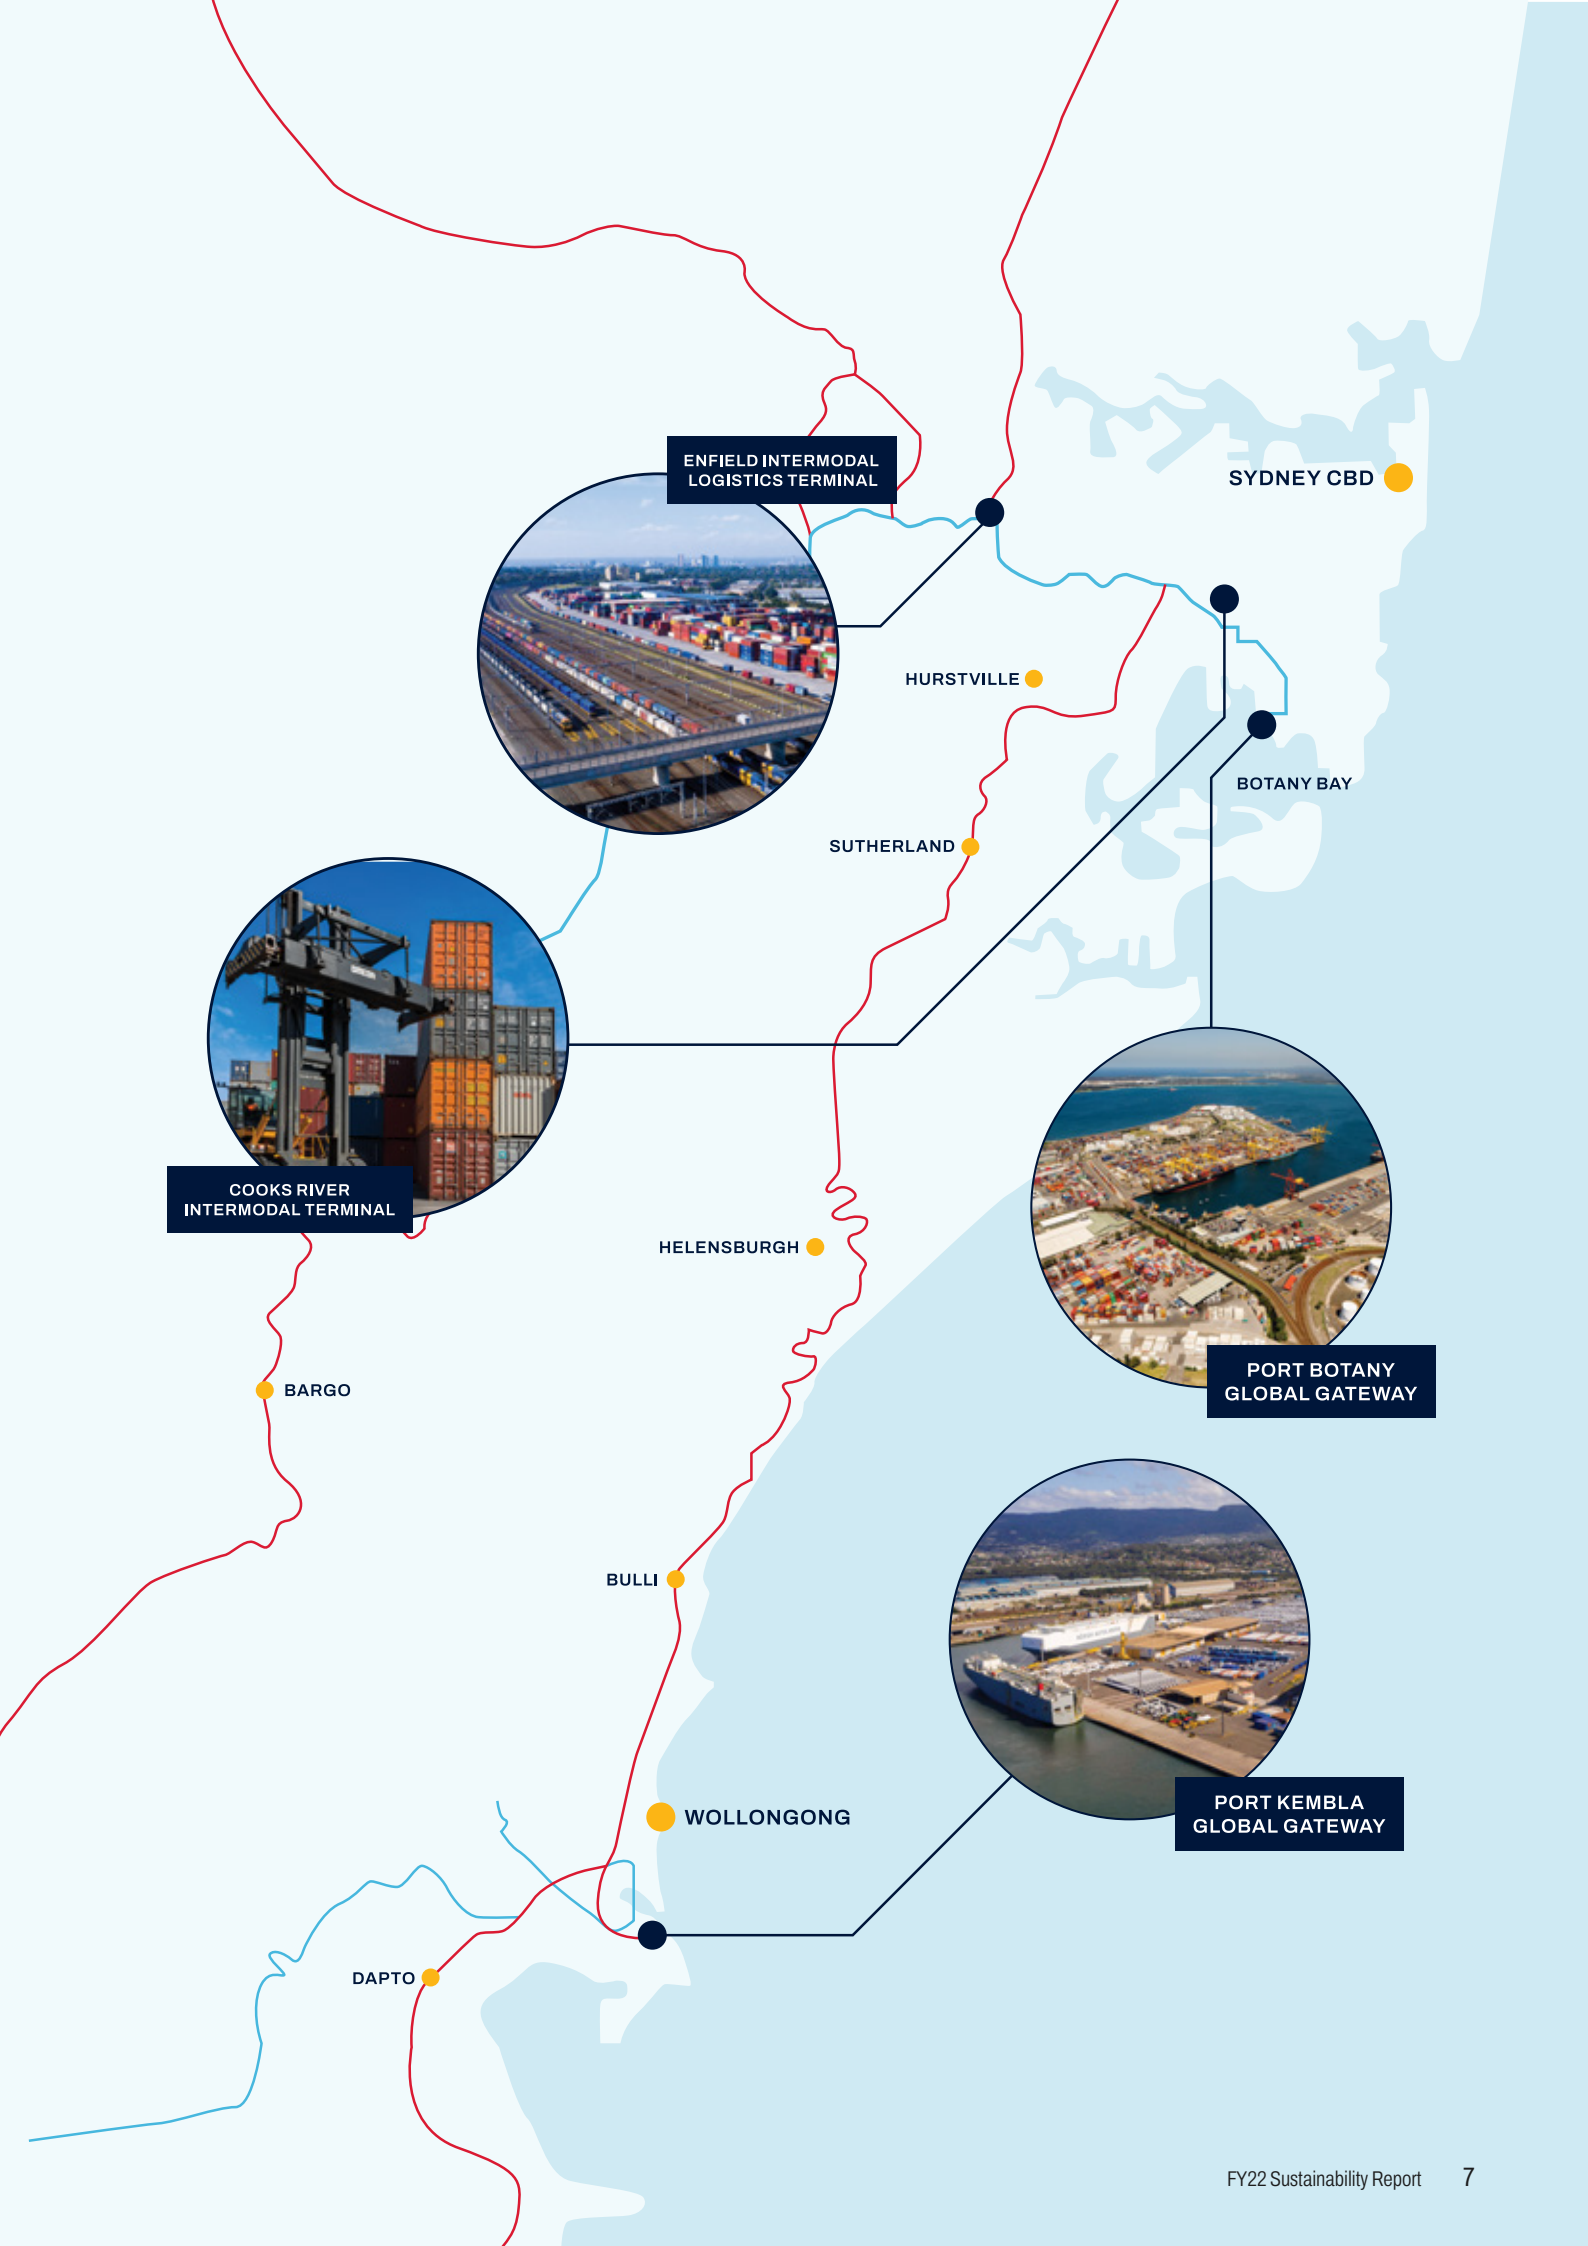 ENFIELD INTERMODAL
LOGISTICS TERMINAL
SYDNEY CBD
HURSTVILLE
BOTANY BAY
SUTHERLAND
COOKS RIVER
INTERMODAL TERMINAL
HELENSBURGH
PORT BOTANY
GLOBAL GATEWAY
BARGO
BULLI
PORT KEMBLA
GLOBAL GATEWAY
WOLLONGONG
DAPTO
FY22 Sustainability Report 7